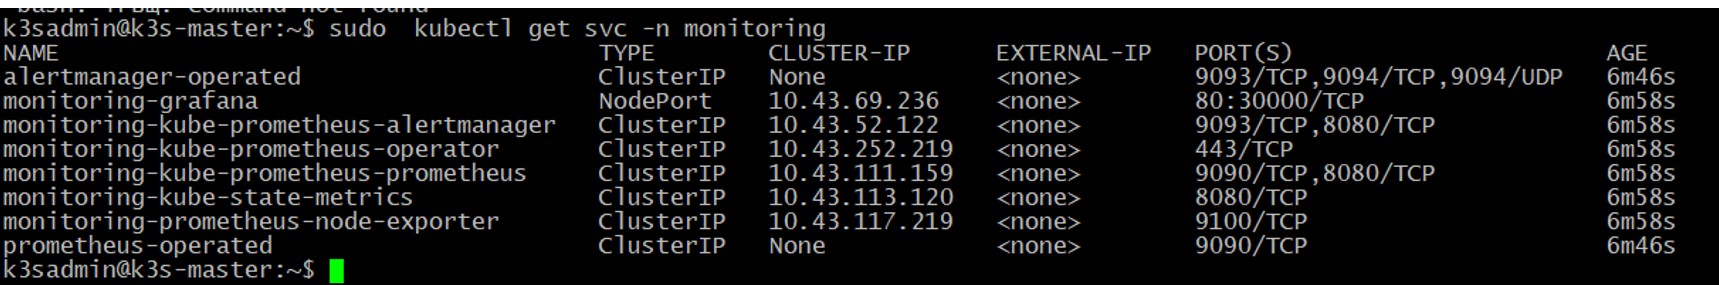 bash: ТРЬЩ: command not found
k3sadmin@k3s-master:~$ sudo  kubectl get svc -n monitoring
NAME TYPE CLUSTER-IP EXTERNAL-IP PORT(S) AGE
alertmanager-operated ClusterIP None <none> 9093/TCP,9094/TCP,9094/UDP 6m46s
monitoring-grafana NodePort 10.43.69.236 <none> 80:30000/TCP 6m58s
monitoring-kube-prometheus-alertmanager ClusterIP 10.43.52.122 <none> 9093/TCP,8080/TCP 6m58s
monitoring-kube-prometheus-operator ClusterIP 10.43.252.219 <none> 443/TCP 6m58s
monitoring-kube-prometheus-prometheus ClusterIP 10.43.111.159 <none> 9090/TCP,8080/TCP 6m58s
monitoring-kube-state-metrics ClusterIP 10.43.113.120 <none> 8080/TCP 6m58s
monitoring-prometheus-node-exporter ClusterIP 10.43.117.219 <none> 9100/TCP 6m58s
prometheus-operated ClusterIP None <none> 9090/TCP 6m46s
k3sadmin@k3s-master:~$